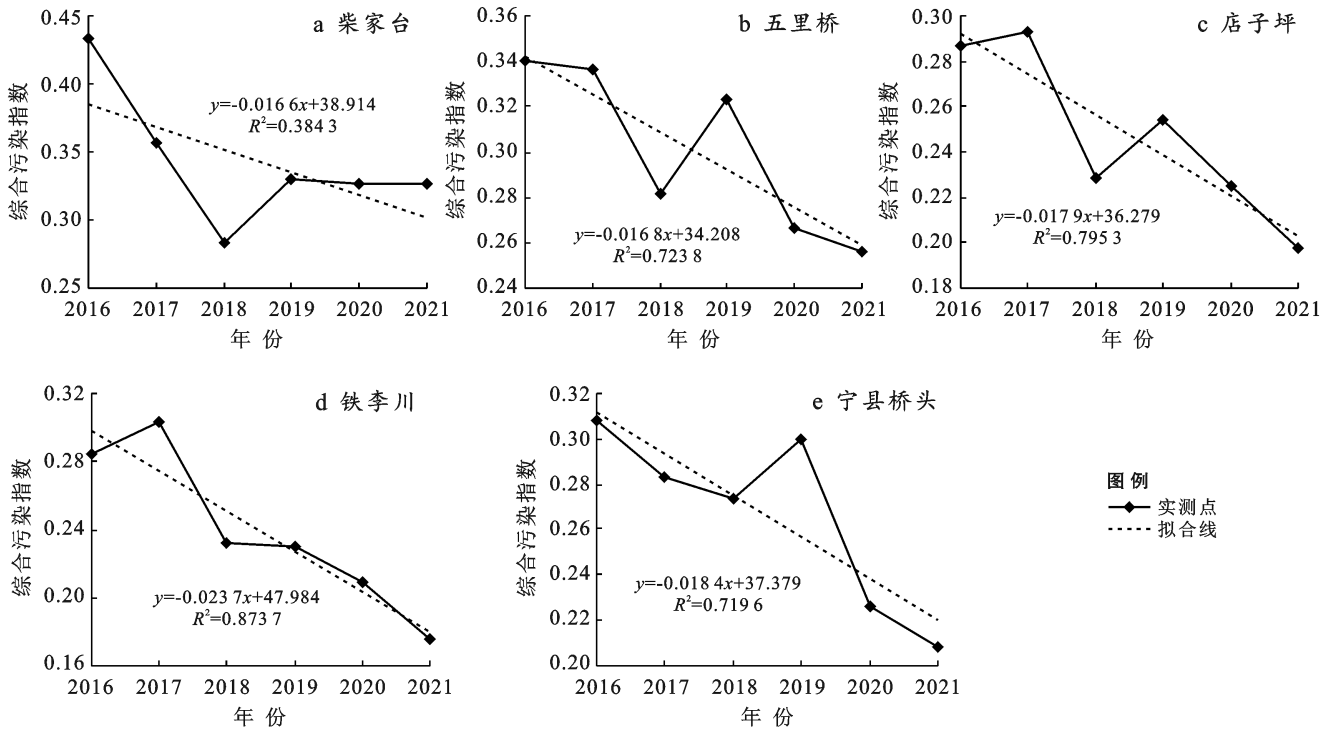 a 柴家台
综合污染指数
0.45
0.40
0.35
0.30
0.25
y=-0.016 6x+38.914
R²=0.384 3
2016 2017 2018 2019 2020 2021
年 份
b 五里桥
综合污染指数
0.36
0.34
0.32
0.30
0.28
0.26
0.24
y=-0.016 8x+34.208
R²=0.723 8
2016 2017 2018 2019 2020 2021
年 份
c 店子坪
综合污染指数
0.30
0.28
0.26
0.24
0.22
0.20
0.18
y=-0.017 9x+36.279
R²=0.795 3
2016 2017 2018 2019 2020 2021
年 份
d 铁李川
综合污染指数
0.32
0.28
0.24
0.20
0.16
y=-0.023 7x+47.984
R²=0.873 7
2016 2017 2018 2019 2020 2021
年 份
e 宁县桥头
综合污染指数
0.32
0.30
0.28
0.26
0.24
0.22
0.20
y=-0.018 4x+37.379
R²=0.719 6
2016 2017 2018 2019 2020 2021
年 份
图例
实测点
拟合线